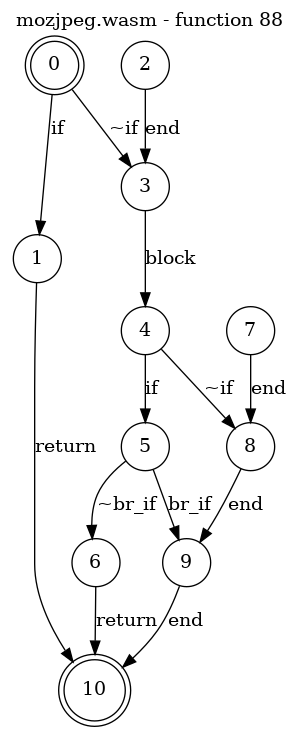 mozjpeg.wasm - function 88
0
2
if
~if
end
3
1
block
4
7
if
~if
end
return
5
8
~br_if
br_if
end
6
9
return
end
10